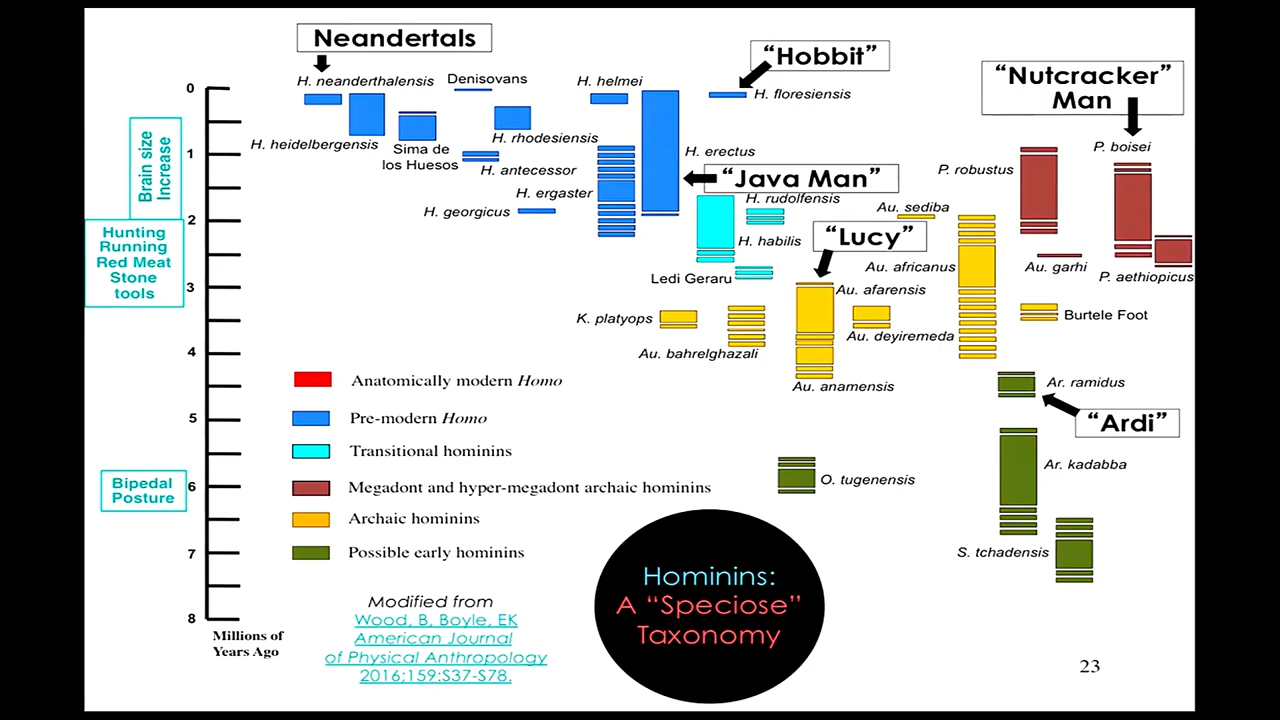 Neandertals
“Hobbit”
“Nutcracker”
Man
H. neanderthalensis
Denisovans
H. helmei
H. floresiensis
P. boisei
0
H. heidelbergensis
Sima de
los Huesos
H. rhodesiensis
H. antecessor
H. erectus
Brain size
Increase
1
P. robustus
“Java Man”
H. ergaster
H. georgicus
H. rudolfensis
Au. sediba
2
Hunting
Running
Red Meat
Stone
tools
H. habilis
“Lucy”
Ledi Geraru
Au. africanus
Au. garhi
P. aethiopicus
3
Au. afarensis
K. platyops
Au. bahrelghazali
Au. deyiremeda
Burtele Foot
4
Au. anamensis
Ar. ramidus
“Ardi”
Anatomically modern Homo
Pre-modern Homo
5
Transitional hominins
Ar. kadabba
Bipedal
Posture
6
Megadont and hyper-megadont archaic hominins
O. tugenensis
Archaic hominins
7
Possible early hominins
S. tchadensis
8
Millions of
Years Ago
Modified from
Wood, B, Boyle, EK
American Journal
of Physical Anthropology
2016;159:S37-S78.
Hominins:
A “Speciose”
Taxonomy
23